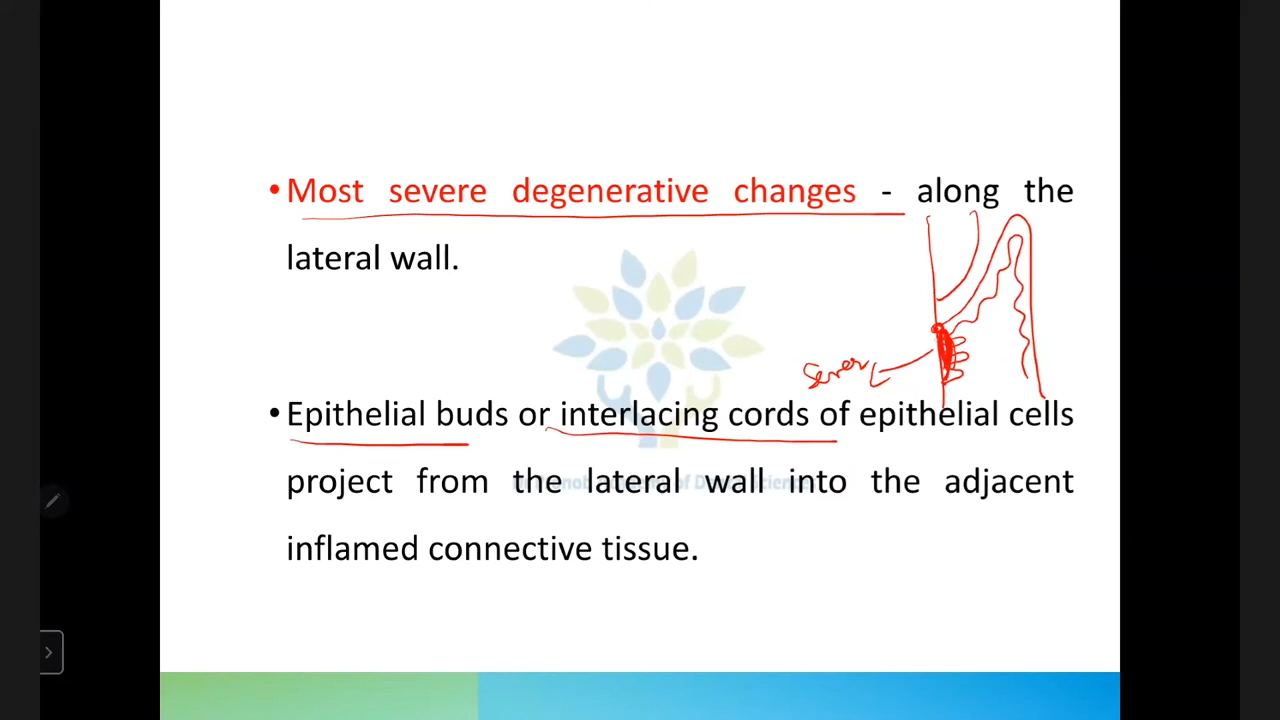 •Most severe degenerative changes - along the
lateral wall.
Sever
•Epithelial buds or interlacing cords of epithelial cells
project from the lateral wall into the adjacent
inflamed connective tissue.